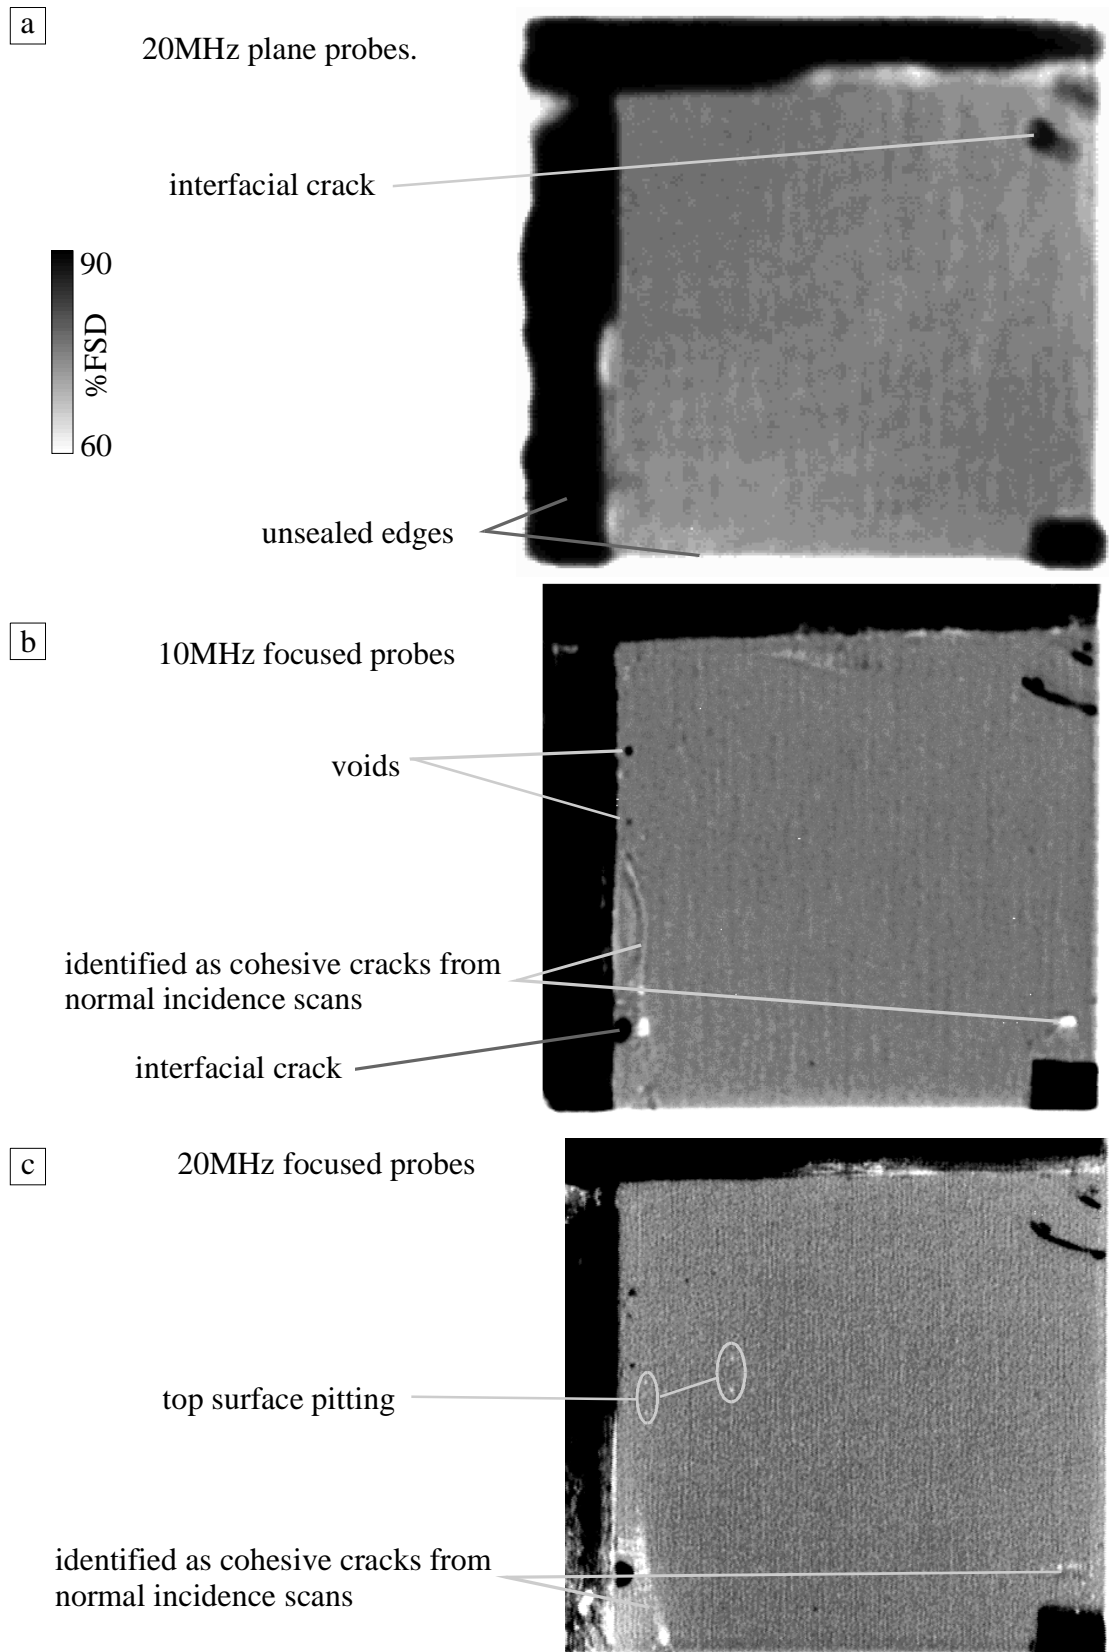 a
20MHz plane probes.
interfacial crack
90
%FSD
60
unsealed edges
b
10MHz focused probes
voids
identified as cohesive cracks from
normal incidence scans
interfacial crack
c
20MHz focused probes
top surface pitting
identified as cohesive cracks from
normal incidence scans